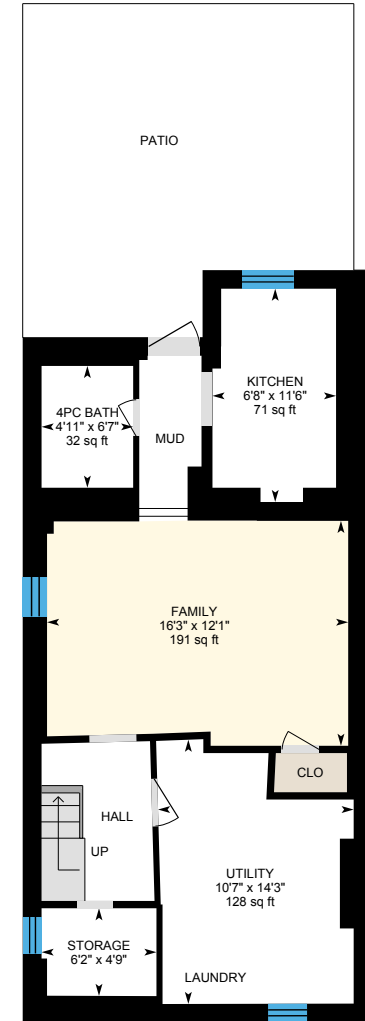 PATIO
KITCHEN
6'8" x 11'6"
71 sq ft
4PC BATH
4'11" x 6'7"
32 sq ft
MUD
FAMILY
16'3" x 12'1"
191 sq ft
CLO
HALL
UP
UTILITY
10'7" x 14'3"
128 sq ft
STORAGE
6'2" x 4'9"
LAUNDRY